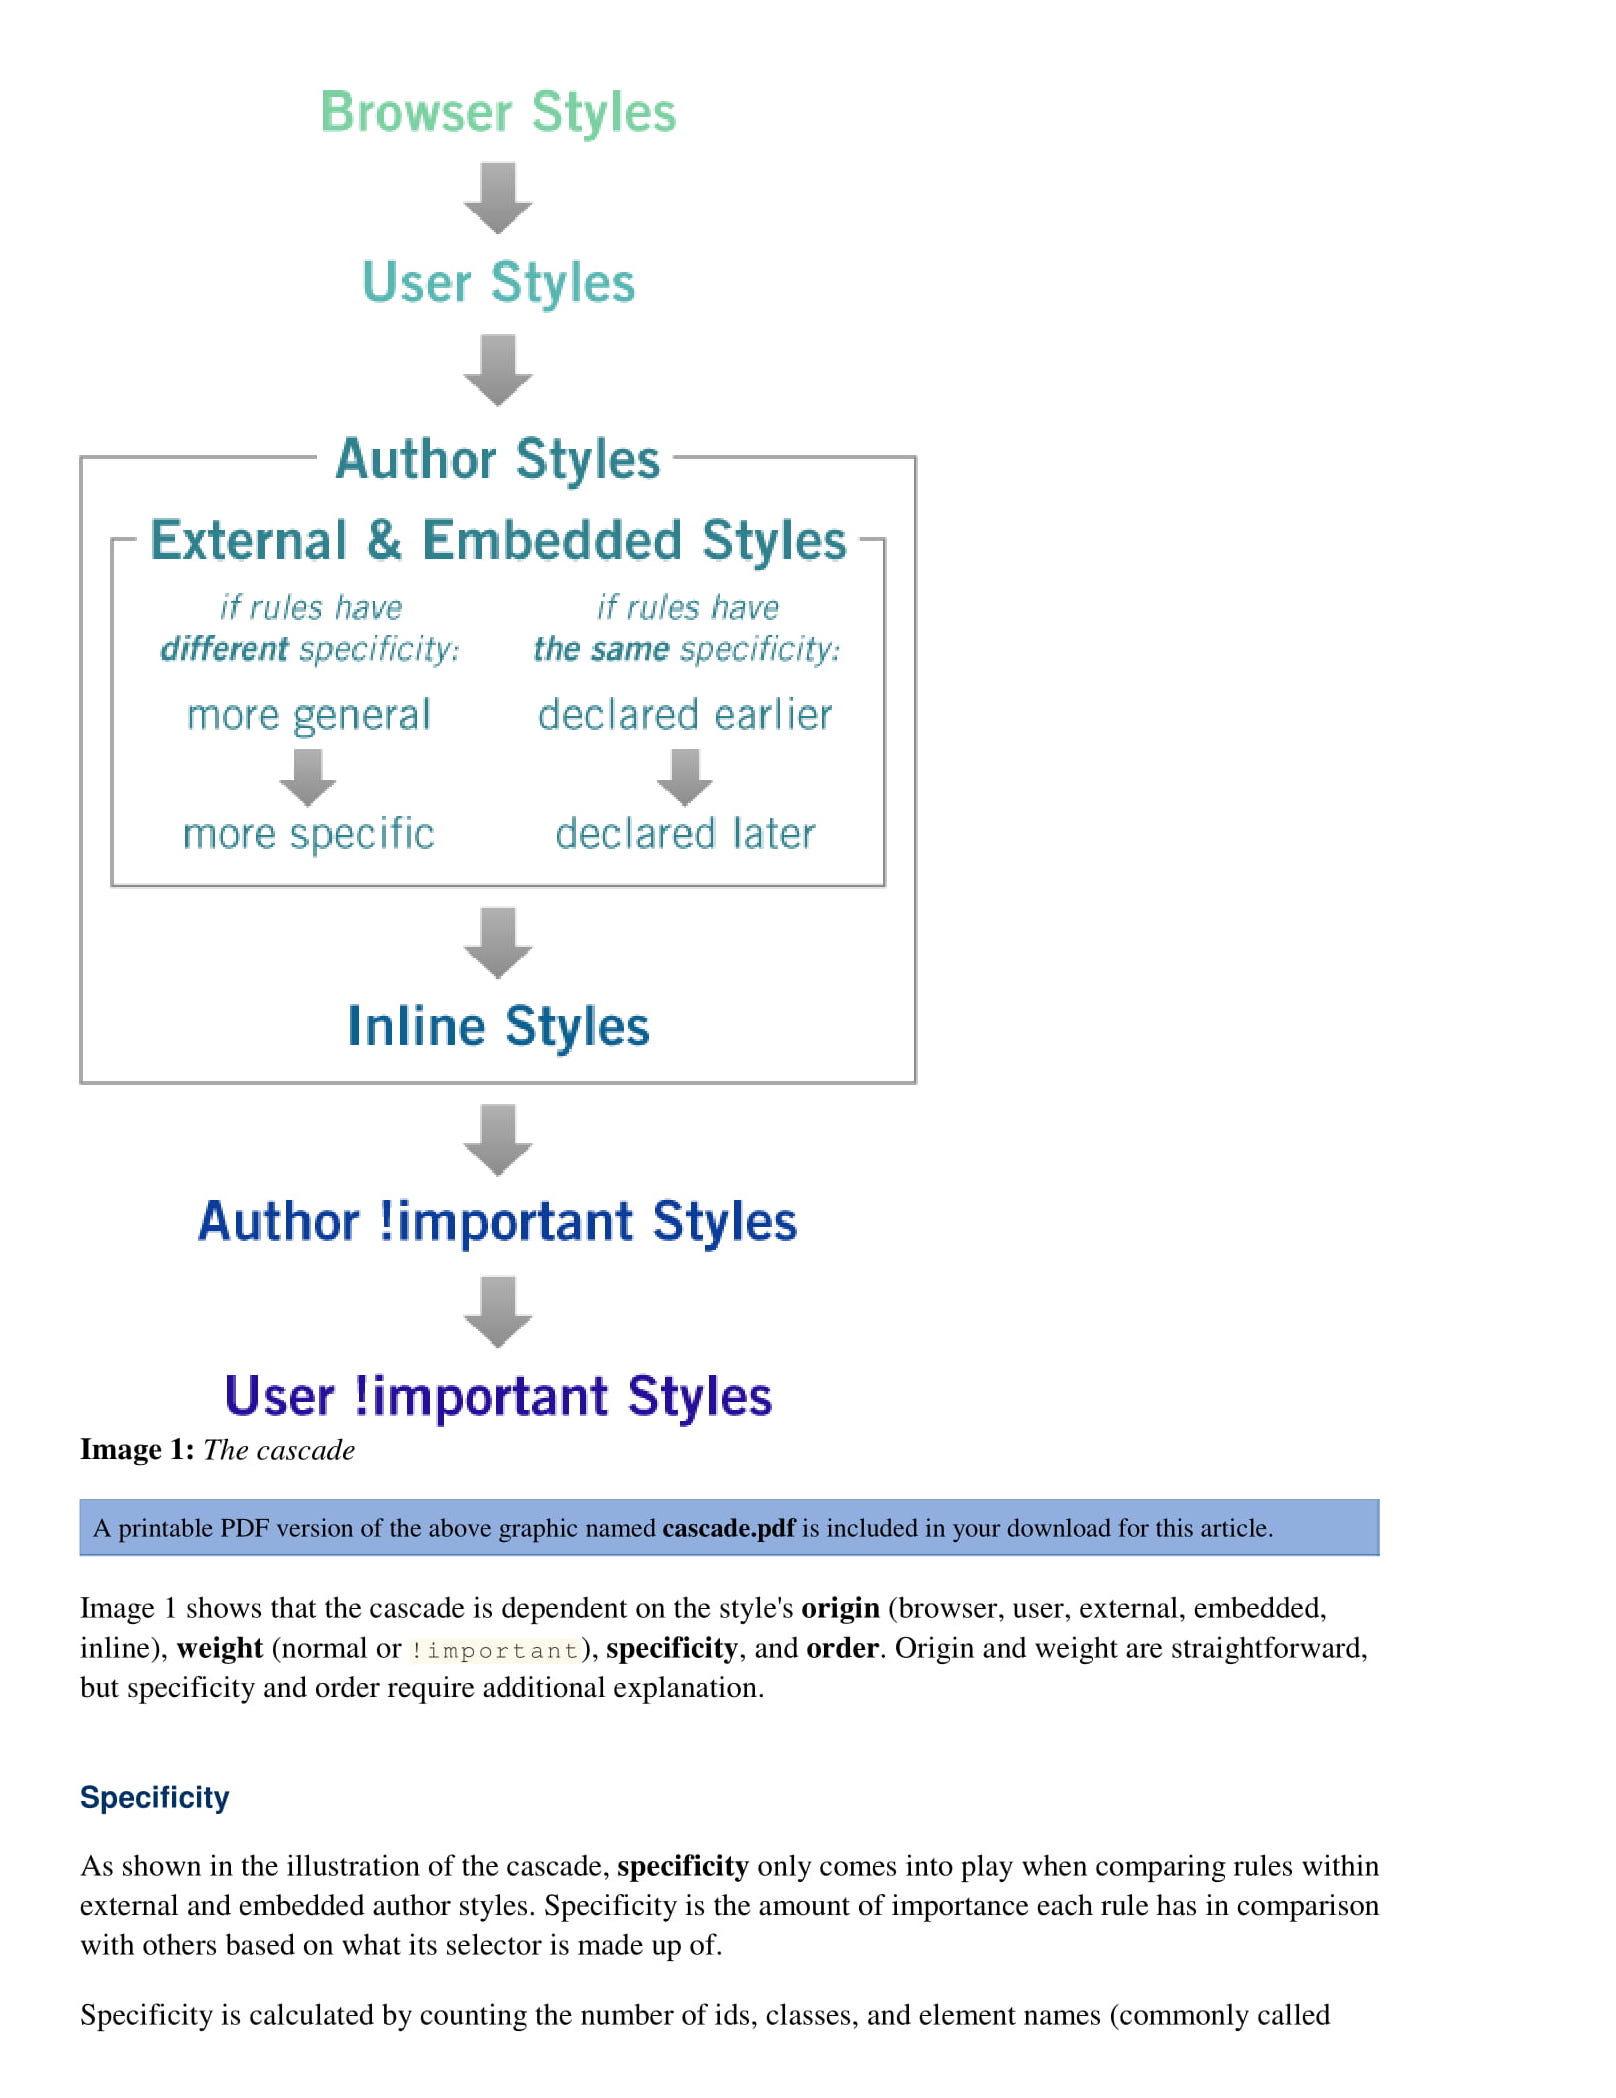 Browser Styles
User Styles
Author Styles
External & Embedded Styles
if rules have
different specificity:
more general
more specific
if rules have
the same specificity:
declared earlier
declared later
Inline Styles
Author !important Styles
User !important Styles
Image 1: The cascade
A printable PDF version of the above graphic named cascade.pdf is included in your download for this article.
Image 1 shows that the cascade is dependent on the style's origin (browser, user, external, embedded,
inline), weight (normal or !important), specificity, and order. Origin and weight are straightforward,
but specificity and order require additional explanation.
Specificity
As shown in the illustration of the cascade, specificity only comes into play when comparing rules within
external and embedded author styles. Specificity is the amount of importance each rule has in comparison
with others based on what its selector is made up of.
Specificity is calculated by counting the number of ids, classes, and element names (commonly called